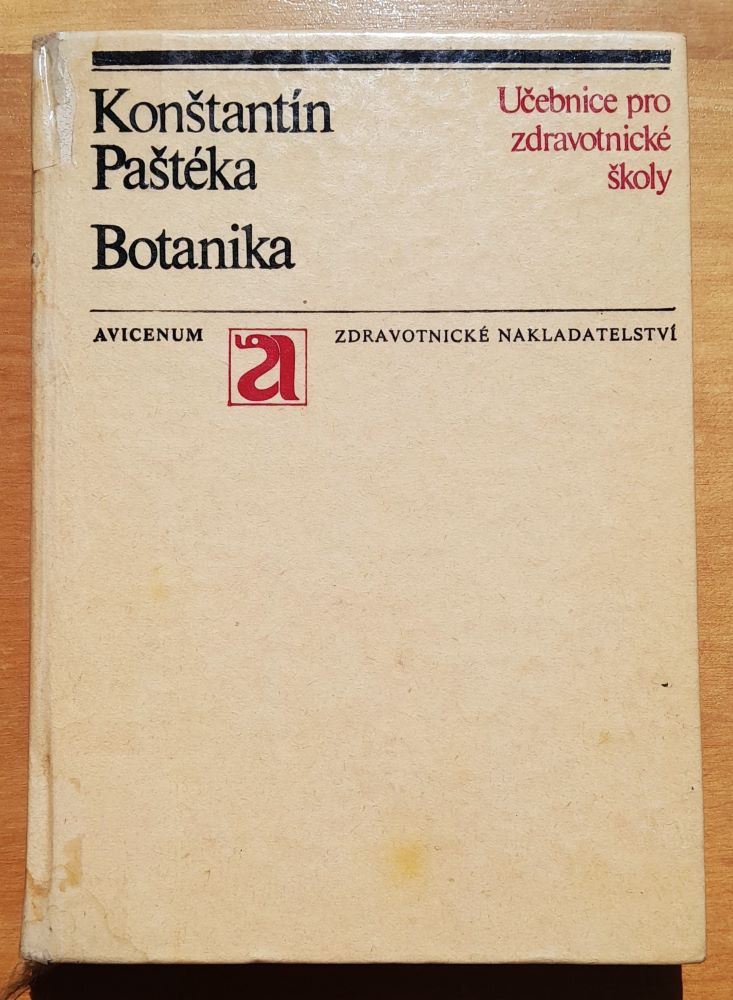 Konštantín
Paštéka
Botanika
Učebnice pro
zdravotnické
školy
AVICENUM
ZDRAVOTNICKÉ NAKLADATELSTVÍ